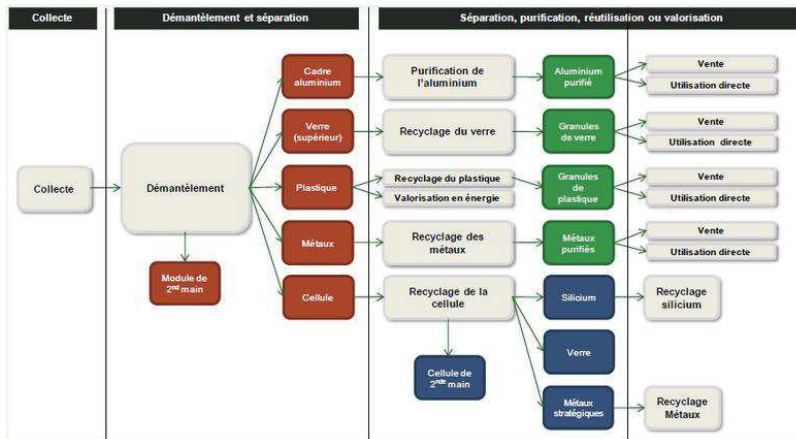 Collecte
Démantèlement et séparation
Séparation, purification, réutilisation ou valorisation
Collecte
Démantèlement
Module de
2nd main
Cadre
aluminium
Verre
(supérieur)
Plastique
Métaux
Cellule
Purification de
l'aluminium
Recyclage du verre
Recyclage du plastique
Valorisation en énergie
Recyclage des
métaux
Recyclage de la
cellule
Cellule de
2nde main
Aluminium
purifié
Granules
de verre
Granules
de
plastique
Métaux
purifiés
Silicium
Verre
Métaux
stratégiques
Vente
Utilisation directe
Vente
Utilisation directe
Vente
Utilisation directe
Vente
Utilisation directe
Recyclage
silicium
Recyclage
Métaux